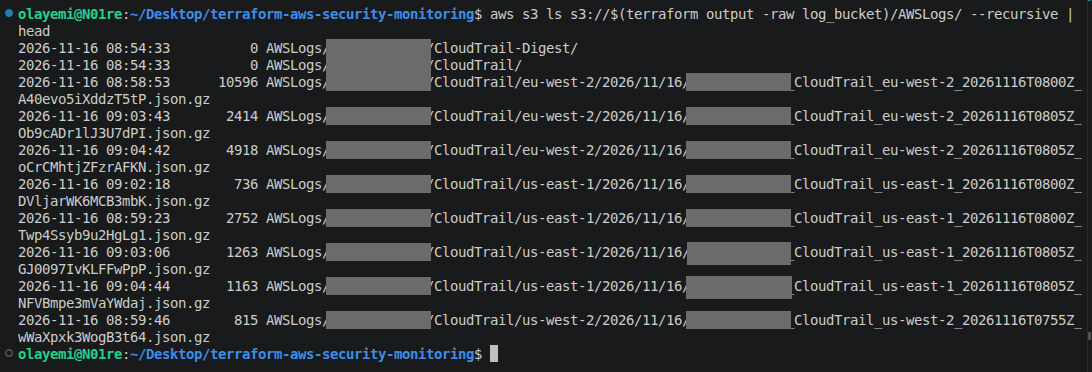 olayemi@N01re:~/Desktop/terraform-aws-security-monitoring$ aws s3 ls s3://$(terraform output -raw log_bucket)/AWSLogs/ --recursive |
head
2026-11-16 08:54:33          0 AWSLogs/ /CloudTrail-Digest/
2026-11-16 08:54:33          0 AWSLogs/ /CloudTrail/
2026-11-16 08:58:53      10596 AWSLogs/ /CloudTrail/eu-west-2/2026/11/16/ _CloudTrail_eu-west-2_20261116T0800Z_
A40evo5iXddzT5tP.json.gz
2026-11-16 09:03:43       2414 AWSLogs/ /CloudTrail/eu-west-2/2026/11/16/ _CloudTrail_eu-west-2_20261116T0805Z_
Ob9cADr1lJ3U7dPI.json.gz
2026-11-16 09:04:42       4918 AWSLogs/ /CloudTrail/eu-west-2/2026/11/16/ _CloudTrail_eu-west-2_20261116T0805Z_
oCrCMhtjZFzrAFKN.json.gz
2026-11-16 09:02:18        736 AWSLogs/ /CloudTrail/us-east-1/2026/11/16/ _CloudTrail_us-east-1_20261116T0800Z_
DVljarWK6MCB3mbK.json.gz
2026-11-16 08:59:23       2752 AWSLogs/ /CloudTrail/us-east-1/2026/11/16/ _CloudTrail_us-east-1_20261116T0800Z_
Twp4Ssyb9u2HgLg1.json.gz
2026-11-16 09:03:06       1263 AWSLogs/ /CloudTrail/us-east-1/2026/11/16/ _CloudTrail_us-east-1_20261116T0805Z_
GJ0097IvKLFFwPpP.json.gz
2026-11-16 09:04:44       1163 AWSLogs/ /CloudTrail/us-east-1/2026/11/16/ _CloudTrail_us-east-1_20261116T0805Z_
NFVBmpe3mVaYWdaj.json.gz
2026-11-16 08:59:46        815 AWSLogs/ /CloudTrail/us-west-2/2026/11/16/ _CloudTrail_us-west-2_20261116T0755Z_
wWaXpxk3WogB3t64.json.gz
olayemi@N01re:~/Desktop/terraform-aws-security-monitoring$